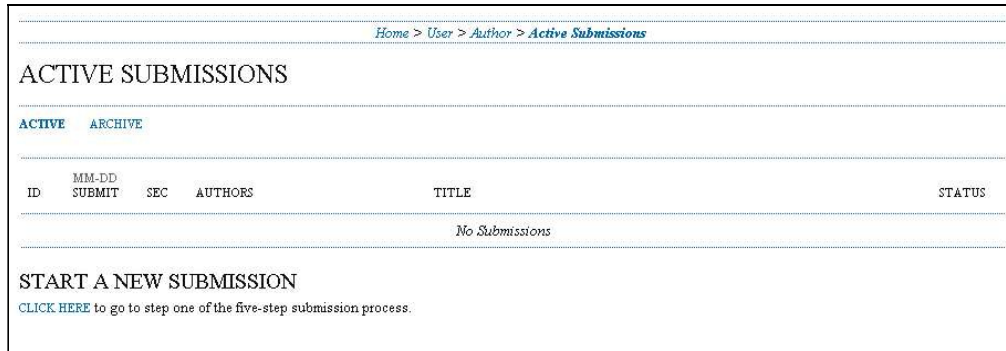 Home > User > Author > Active Submissions
ACTIVE SUBMISSIONS
ACTIVE ARCHIVE
MM-DD
ID SUBMIT SEC AUTHORS TITLE STATUS
No Submissions
START A NEW SUBMISSION
CLICK HERE to go to step one of the five-step submission process.